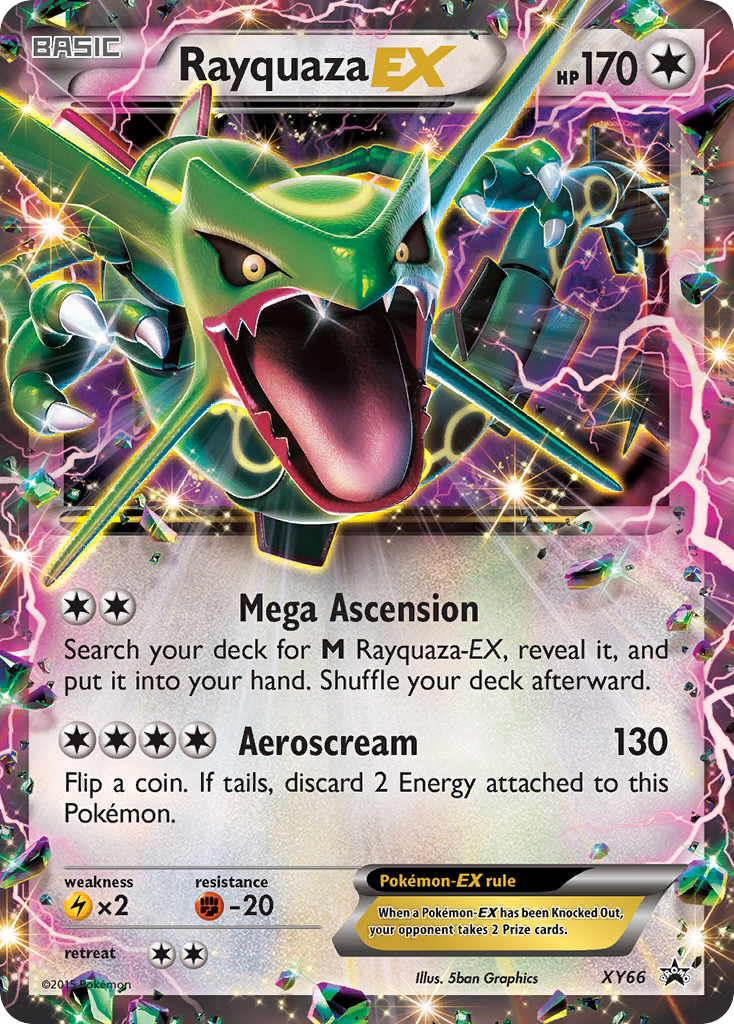 BASIC
Rayquaza EX
HP170
Mega Ascension
Search your deck for M Rayquaza-EX, reveal it, and
put it into your hand. Shuffle your deck afterward.
Aeroscream 130
Flip a coin. If tails, discard 2 Energy attached to this
Pokémon.
weakness resistance
×2 -20
retreat
Pokémon-EX rule
When a Pokémon-EX has been Knocked Out,
your opponent takes 2 Prize cards.
©2015 Pokémon
Illus. 5ban Graphics
XY66
PROMO